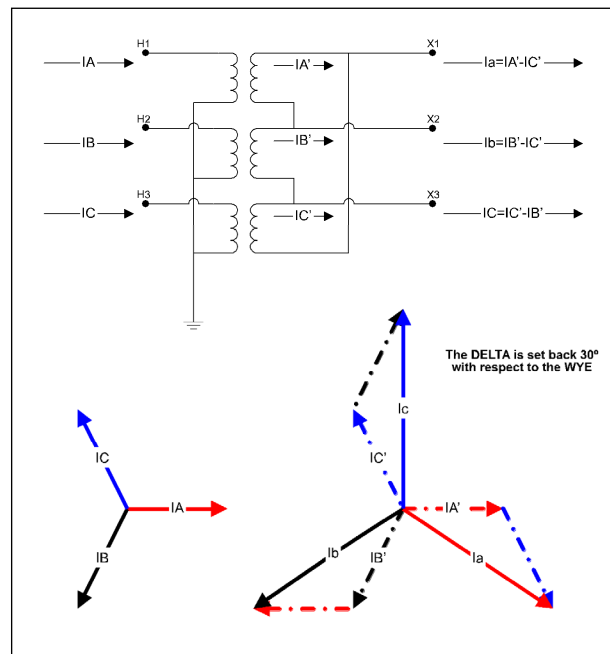 H1
X1
IA
IA'
Ia=IA'-IC'
H2
X2
IB
IB'
Ib=IB'-IC'
H3
X3
IC
IC'
IC=IC'-IB'
The DELTA is set back 30º
with respect to the WYE
Ic
IC
IC'
IA
IA'
IB
Ib
IB'
Ia